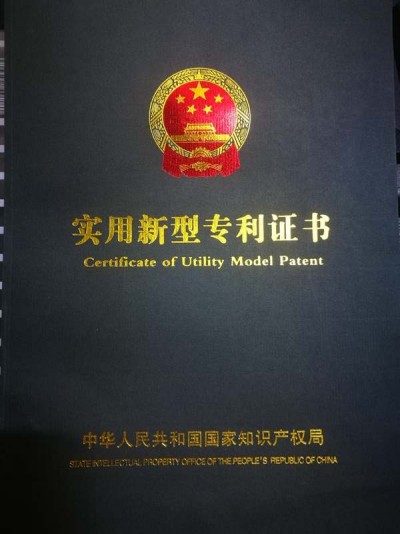 实用新型专利证书
Certificate of Utility Model Patent
中华人民共和国国家知识产权局
STATE INTELLECTUAL PROPERTY OFFICE OF THE PEOPLE'S REPUBLIC OF CHINA